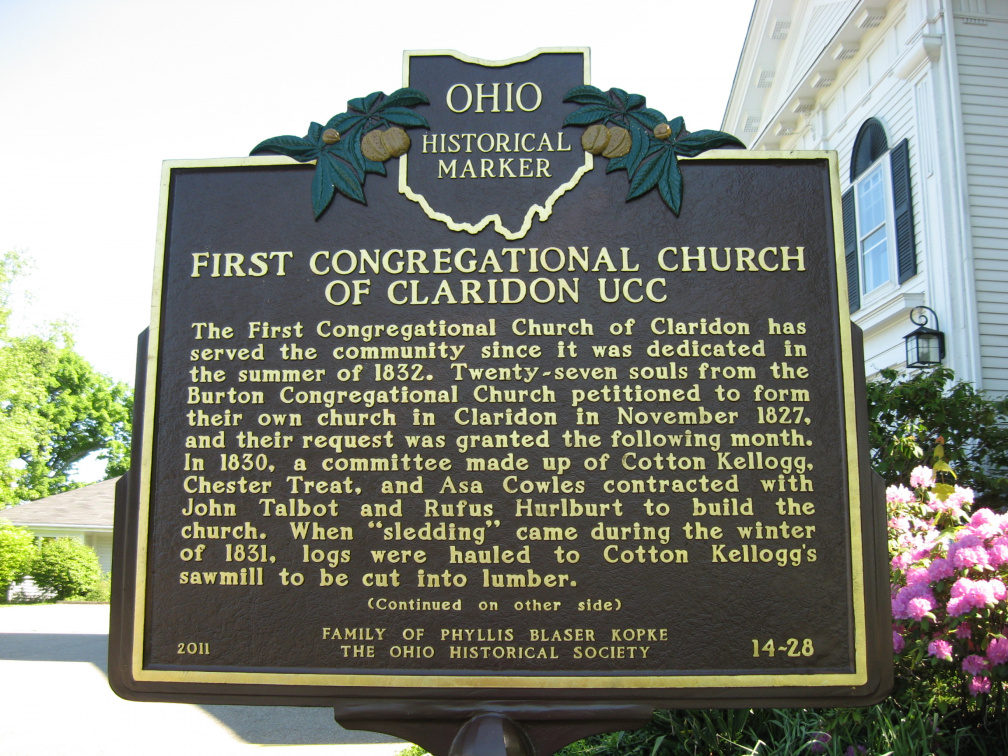 OHIO
HISTORICAL
MARKER
FIRST CONGREGATIONAL CHURCH
OF CLARIDON UCC
The First Congregational Church of Claridon has
served the community since it was dedicated in
the summer of 1832. Twenty-seven souls from the
Burton Congregational Church petitioned to form
their own church in Claridon in November 1827,
and their request was granted the following month.
In 1830, a committee made up of Cotton Kellogg,
Chester Treat, and Asa Cowles contracted with
John Talbot and Rufus Hurlburt to build the
church. When “sledding” came during the winter
of 1831, logs were hauled to Cotton Kellogg's
sawmill to be cut into lumber.
(Continued on other side)
FAMILY OF PHYLLIS BLASER KOPKE
2011 THE OHIO HISTORICAL SOCIETY 14-28